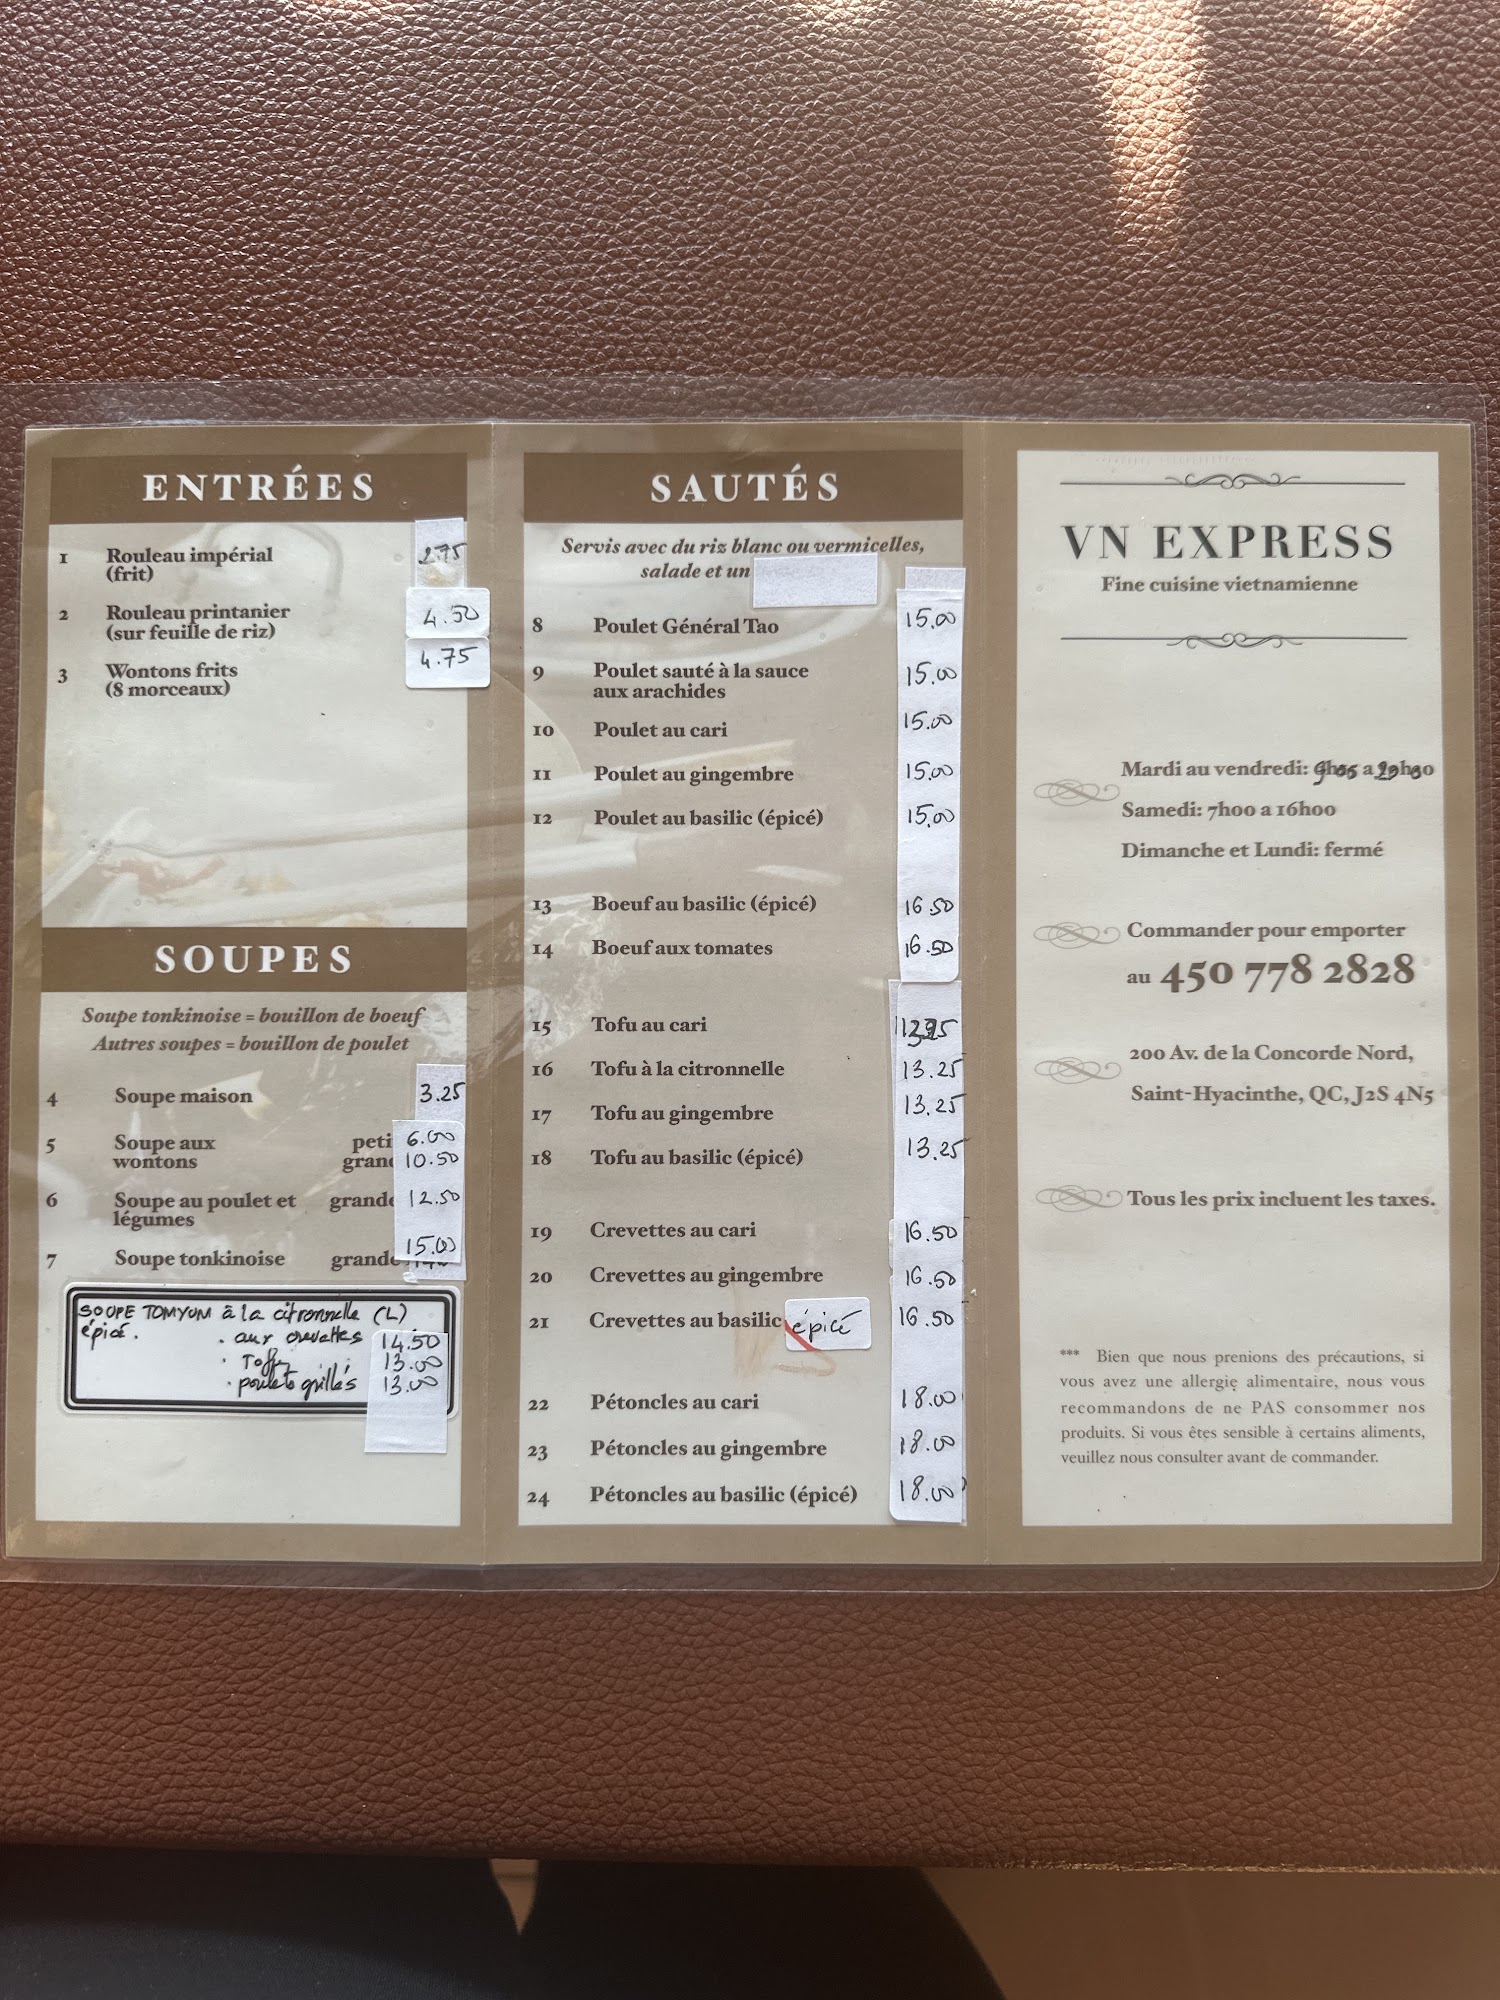 ENTRÉES
1 Rouleau impérial 2.75
(frit)
2 Rouleau printanier 4.50
(sur feuille de riz)
3 Wontons frits 4.75
(8 morceaux)
SOUPES
Soupe tonkinoise = bouillon de boeuf
Autres soupes = bouillon de poulet
4 Soupe maison 3.25
5 Soupe aux peti 6.00
wontons grand 10.50
6 Soupe au poulet et grande 12.50
légumes
7 Soupe tonkinoise grande 15.00
SOUPE TOMYUM à la citronnelle (L)
épicé. . aux crevettes 14.50
. 13.00
. poulets grillés 13.00
SAUTÉS
Servis avec du riz blanc ou vermicelles,
salade et un
8 Poulet Général Tao 15.00
9 Poulet sauté à la sauce 15.00
aux arachides
10 Poulet au cari 15.00
11 Poulet au gingembre 15.00
12 Poulet au basilic (épicé) 15.00
13 Boeuf au basilic (épicé) 16.50
14 Boeuf aux tomates 16.50
15 Tofu au cari
16 Tofu à la citronnelle 13.25
17 Tofu au gingembre 13.25
18 Tofu au basilic (épicé) 13.25
19 Crevettes au cari 16.50
20 Crevettes au gingembre 16.50
21 Crevettes au basilic épicé 16.50
22 Pétoncles au cari 18.00
23 Pétoncles au gingembre 18.00
24 Pétoncles au basilic (épicé) 18.00
VN EXPRESS
Fine cuisine vietnamienne
Mardi au vendredi: a
Samedi: 7h00 a 16h00
Dimanche et Lundi: fermé
Commander pour emporter
au 450 778 2828
200 Av. de la Concorde Nord,
Saint-Hyacinthe, QC, J2S 4N5
Tous les prix incluent les taxes.
*** Bien que nous prenions des précautions, si
vous avez une allergie alimentaire, nous vous
recommandons de ne PAS consommer nos
produits. Si vous êtes sensible à certains aliments,
veuillez nous consulter avant de commander.